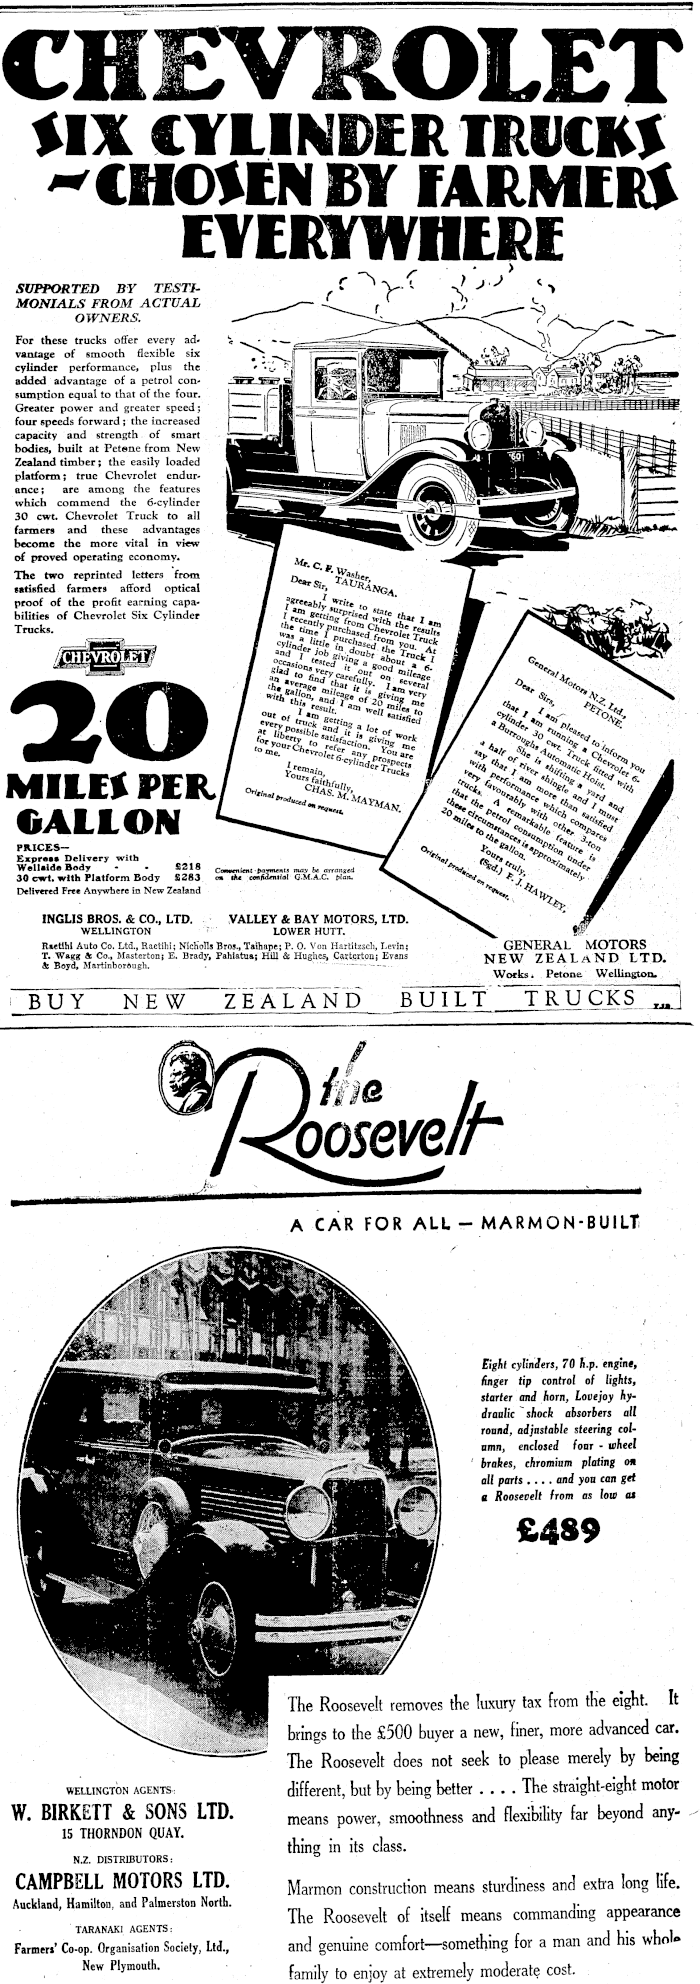 CHEVROLET
SIX CYLINDER TRUCKS
-CHOSEN BY FARMERS
EVERYWHERE
SUPPORTED BY TESTI-
MONIALS FROM ACTUAL
OWNERS.
For these trucks offer every ad-
vantage of smooth flexible six
cylinder performance, plus the
added advantage of a petrol con-
sumption equal to that of the four.
Greater power and greater speed;
four speeds forward; the increased
capacity and strength of smart
bodies, built at Petone from New
Zealand timber; the easily loaded
platform; true Chevrolet endur-
ance; are among the features
which commend the 6-cylinder
30 cwt. Chevrolet Truck to all
farmers and these advantages
become the more vital in view
of proved operating economy.
The two reprinted letters from
satisfied farmers afford optical
proof of the profit earning capa-
bilities of Chevrolet Six Cylinder
Trucks.
CHEVROLET
20
MILES PER
GALLON
PRICES—
Express Delivery with
Wellside Body - - £218
30 cwt. with Platform Body £283
Delivered Free Anywhere in New Zealand
Mr. C. F. Washer,
TAURANGA.
Dear Sir,
I write to state that I am
agreeably surprised with the results
I am getting from Chevrolet Truck
I recently purchased from you. At
the time I purchased the Truck I
was a little in doubt about a 6-
cylinder job giving a good mileage
and I tested it out on several
occasions very carefully. I am very
glad to find that it is giving me
an average mileage of 20 miles to
the gallon, and I am well satisfied
with this result.
I am getting a lot of work
out of truck and it is giving me
every possible satisfaction. You are
at liberty to refer any prospects
for your Chevrolet 6-cylinder Trucks
to me.
I remain,
Yours faithfully,
CHAS. M. MAYMAN.
Original produced on request.
General Motors N.Z. Ltd.,
PETONE.
Dear Sirs,
I am pleased to inform you
that I am running a Chevrolet 6-
cylinder 30 cwt. Truck fitted with
a Burroughs Automatic Hoist.
She is shifting a yard and
a half of river shingle and I must
say that I am more than satisfied
with performance which compares
very favourably with other 3-ton
trucks. A remarkable feature is
that the petrol consumption under
these circumstances is approximately
20 miles to the gallon.
Yours truly,
(Sgd.) F. J. HAWLEY,
Original produced on request.
Convenient payments may be arranged
on the confidential G.M.A.C. plan.
INGLIS BROS. & CO., LTD.
WELLINGTON
VALLEY & BAY MOTORS, LTD.
LOWER HUTT.
Raetihi Auto Co. Ltd., Raetihi; Nicholls Bros., Taihape; P. O. Von Hartitzsch, Levin;
T. Wagg & Co., Masterton; E. Brady, Pahiatua; Hill & Hughes, Carterton; Evans
& Boyd, Martinborough.
GENERAL MOTORS
NEW ZEALAND LTD.
Works. Petone Wellington.
BUY NEW ZEALAND BUILT TRUCKS
the
Roosevelt
A CAR FOR ALL — MARMON-BUILT
Eight cylinders, 70 h.p. engine,
finger tip control of lights,
starter and horn, Lovejoy hy-
draulic shock absorbers all
round, adjustable steering col-
umn, enclosed four-wheel
brakes, chromium plating on
all parts .... and you can get
a Roosevelt from as low as
£489
The Roosevelt removes the luxury tax from the eight. It
brings to the £500 buyer a new, finer, more advanced car.
The Roosevelt does not seek to please merely by being
different, but by being better .... The straight-eight motor
means power, smoothness and flexibility far beyond any-
thing in its class.
Marmon construction means sturdiness and extra long life.
The Roosevelt of itself means commanding appearance
and genuine comfort—something for a man and his whole
family to enjoy at extremely moderate cost.
WELLINGTON AGENTS:
W. BIRKETT & SONS LTD.
15 THORNDON QUAY.
N.Z. DISTRIBUTORS:
CAMPBELL MOTORS LTD.
Auckland, Hamilton, and Palmerston North.
TARANAKI AGENTS:
Farmers' Co-op. Organisation Society, Ltd.,
New Plymouth.